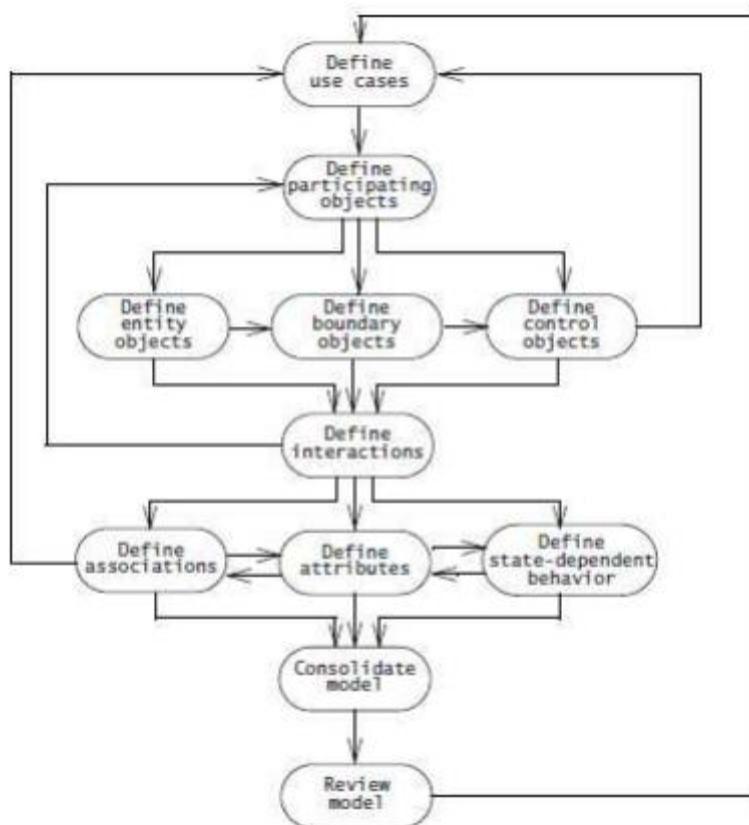 Define
use cases
Define
participating
objects
Define
entity
objects
Define
boundary
objects
Define
control
objects
Define
interactions
Define
associations
Define
attributes
Define
state-dependent
behavior
Consolidate
model
Review
model